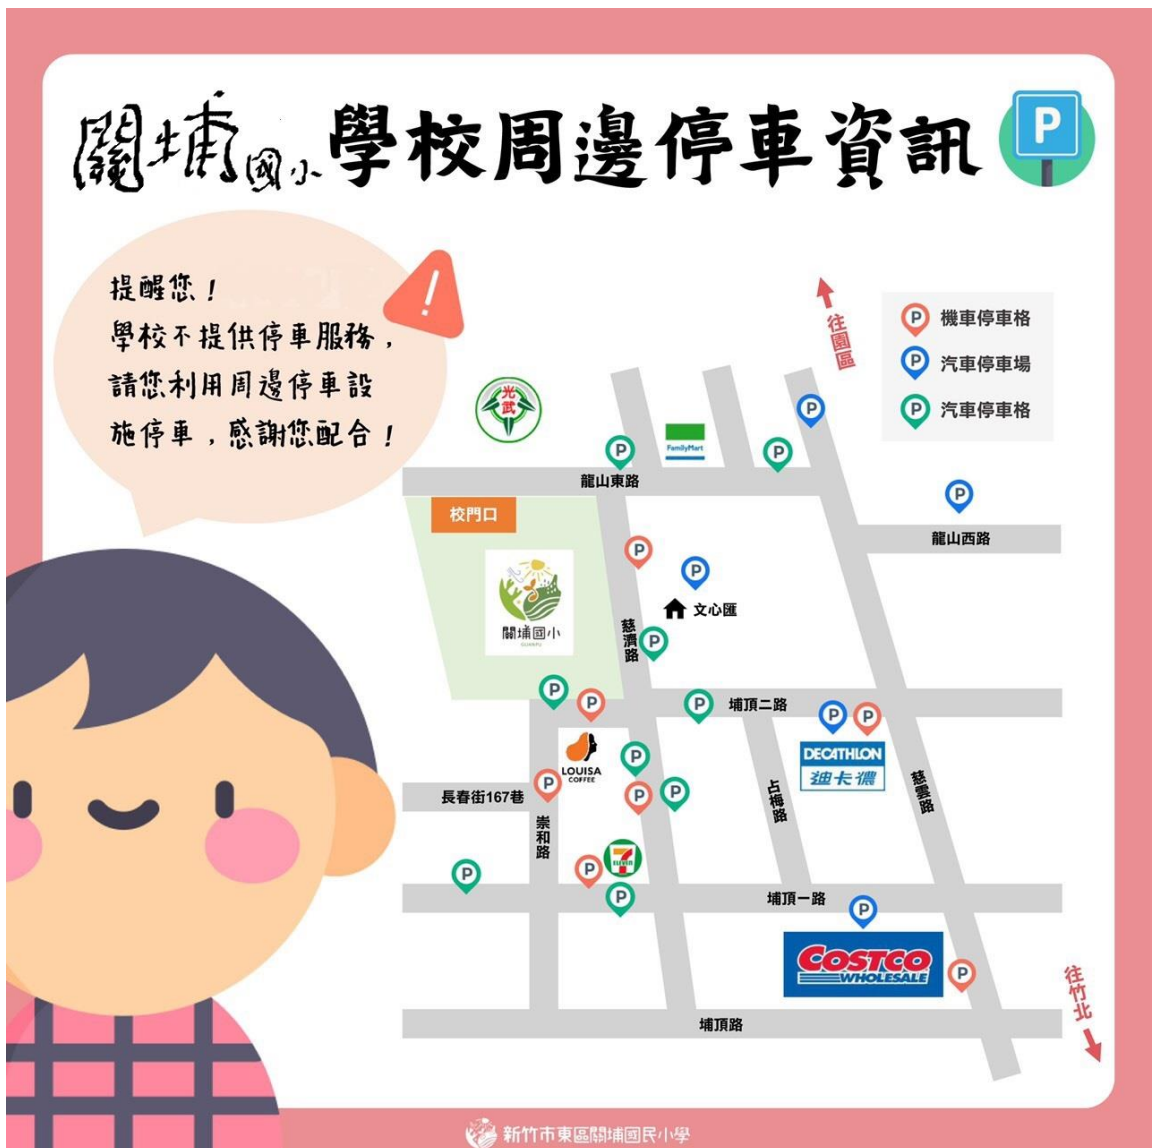 關埔國小 學校周邊停車資訊
P
提醒您！
學校不提供停車服務，
請您利用周邊停車設
施停車，感謝您配合！
!
往園區
P 機車停車格
P 汽車停車場
P 汽車停車格
光武
P
FamilyMart
P
P
龍山東路
P
龍山西路
校門口
P
P
文心匯
關埔國小
GUANPU
慈濟路
P
P
P
P
埔頂二路
P
P
DECATHLON
迪卡儂
LOUISA
COFFEE
P
P
P
P
長春街167巷
崇和路
占梅路
慈雲路
7
ELEVEN
P
P
P
埔頂一路
P
COSTCO
WHOLESALE
P
往竹北
埔頂路
新竹市東區關埔國民小學